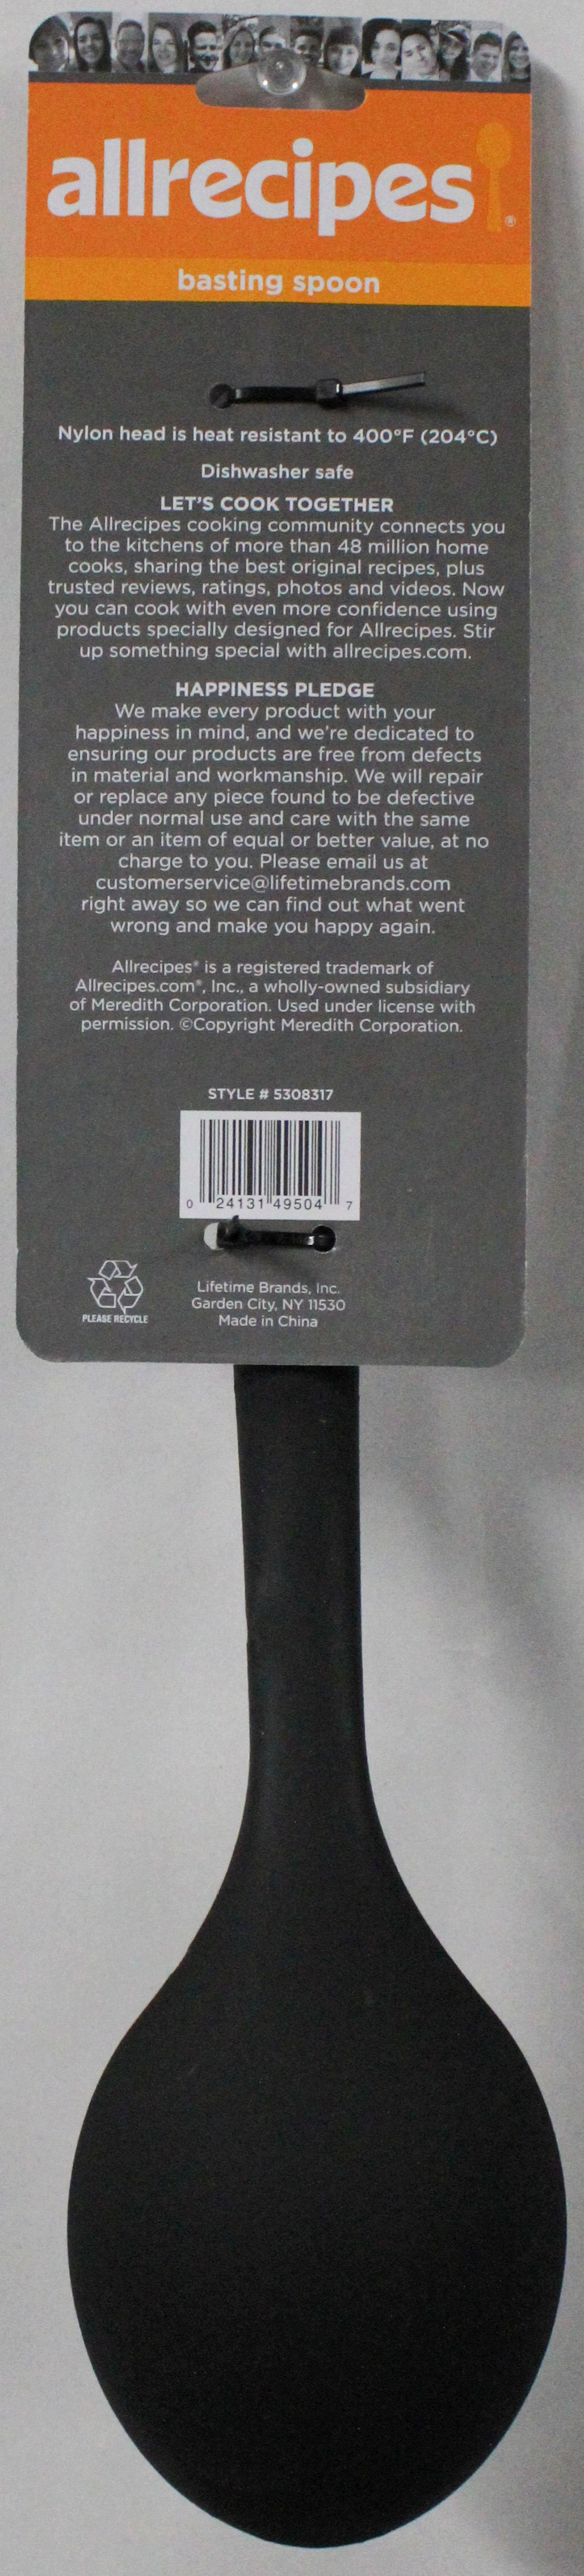 allrecipes®
basting spoon
Nylon head is heat resistant to 400°F (204°C)
Dishwasher safe
LET'S COOK TOGETHER
The Allrecipes cooking community connects you
to the kitchens of more than 48 million home
cooks, sharing the best original recipes, plus
trusted reviews, ratings, photos and videos. Now
you can cook with even more confidence using
products specially designed for Allrecipes. Stir
up something special with allrecipes.com.
HAPPINESS PLEDGE
We make every product with your
happiness in mind, and we're dedicated to
ensuring our products are free from defects
in material and workmanship. We will repair
or replace any piece found to be defective
under normal use and care with the same
item or an item of equal or better value, at no
charge to you. Please email us at
customerservice@lifetimebrands.com
right away so we can find out what went
wrong and make you happy again.
Allrecipes® is a registered trademark of
Allrecipes.com®, Inc., a wholly-owned subsidiary
of Meredith Corporation. Used under license with
permission. ©Copyright Meredith Corporation.
STYLE # 5308317
0 24131 49504 7
PLEASE RECYCLE
Lifetime Brands, Inc.
Garden City, NY 11530
Made in China